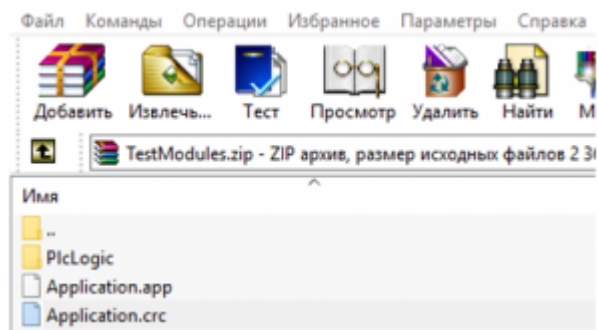 Файл Команды Операции Избранное Параметры Справка
Добавить Извлечь... Тест Просмотр Удалить Найти
TestModules.zip - ZIP архив, размер исходных файлов 2
Имя
..
PlcLogic
Application.app
Application.crc